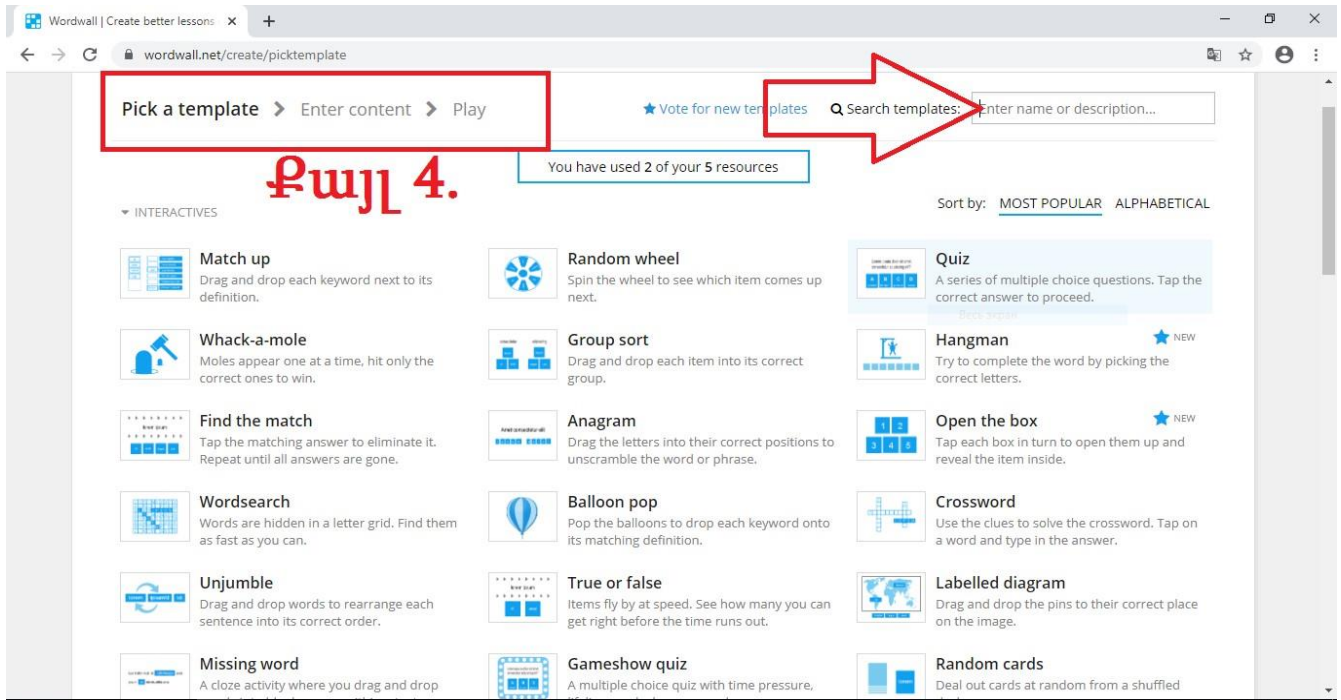 Wordwall | Create better lessons
wordwall.net/create/picktemplate
Pick a template > Enter content > Play
Vote for new templates
Search templates: Enter name or description...
Քայլ 4.
You have used 2 of your 5 resources
INTERACTIVES
Sort by: MOST POPULAR ALPHABETICAL
Match up
Drag and drop each keyword next to its
definition.
Random wheel
Spin the wheel to see which item comes up
next.
Quiz
A series of multiple choice questions. Tap the
correct answer to proceed.
Whack-a-mole
Moles appear one at a time, hit only the
correct ones to win.
Group sort
Drag and drop each item into its correct
group.
Hangman
NEW
Try to complete the word by picking the
correct letters.
Find the match
Tap the matching answer to eliminate it.
Repeat until all answers are gone.
Anagram
Drag the letters into their correct positions to
unscramble the word or phrase.
Open the box
NEW
Tap each box in turn to open them up and
reveal the item inside.
Wordsearch
Words are hidden in a letter grid. Find them
as fast as you can.
Balloon pop
Pop the balloons to drop each keyword onto
its matching definition.
Crossword
Use the clues to solve the crossword. Tap on
a word and type in the answer.
Unjumble
Drag and drop words to rearrange each
sentence into its correct order.
True or false
Items fly by at speed. See how many you can
get right before the time runs out.
Labelled diagram
Drag and drop the pins to their correct place
on the image.
Missing word
A cloze activity where you drag and drop
Gameshow quiz
A multiple choice quiz with time pressure,
Random cards
Deal out cards at random from a shuffled